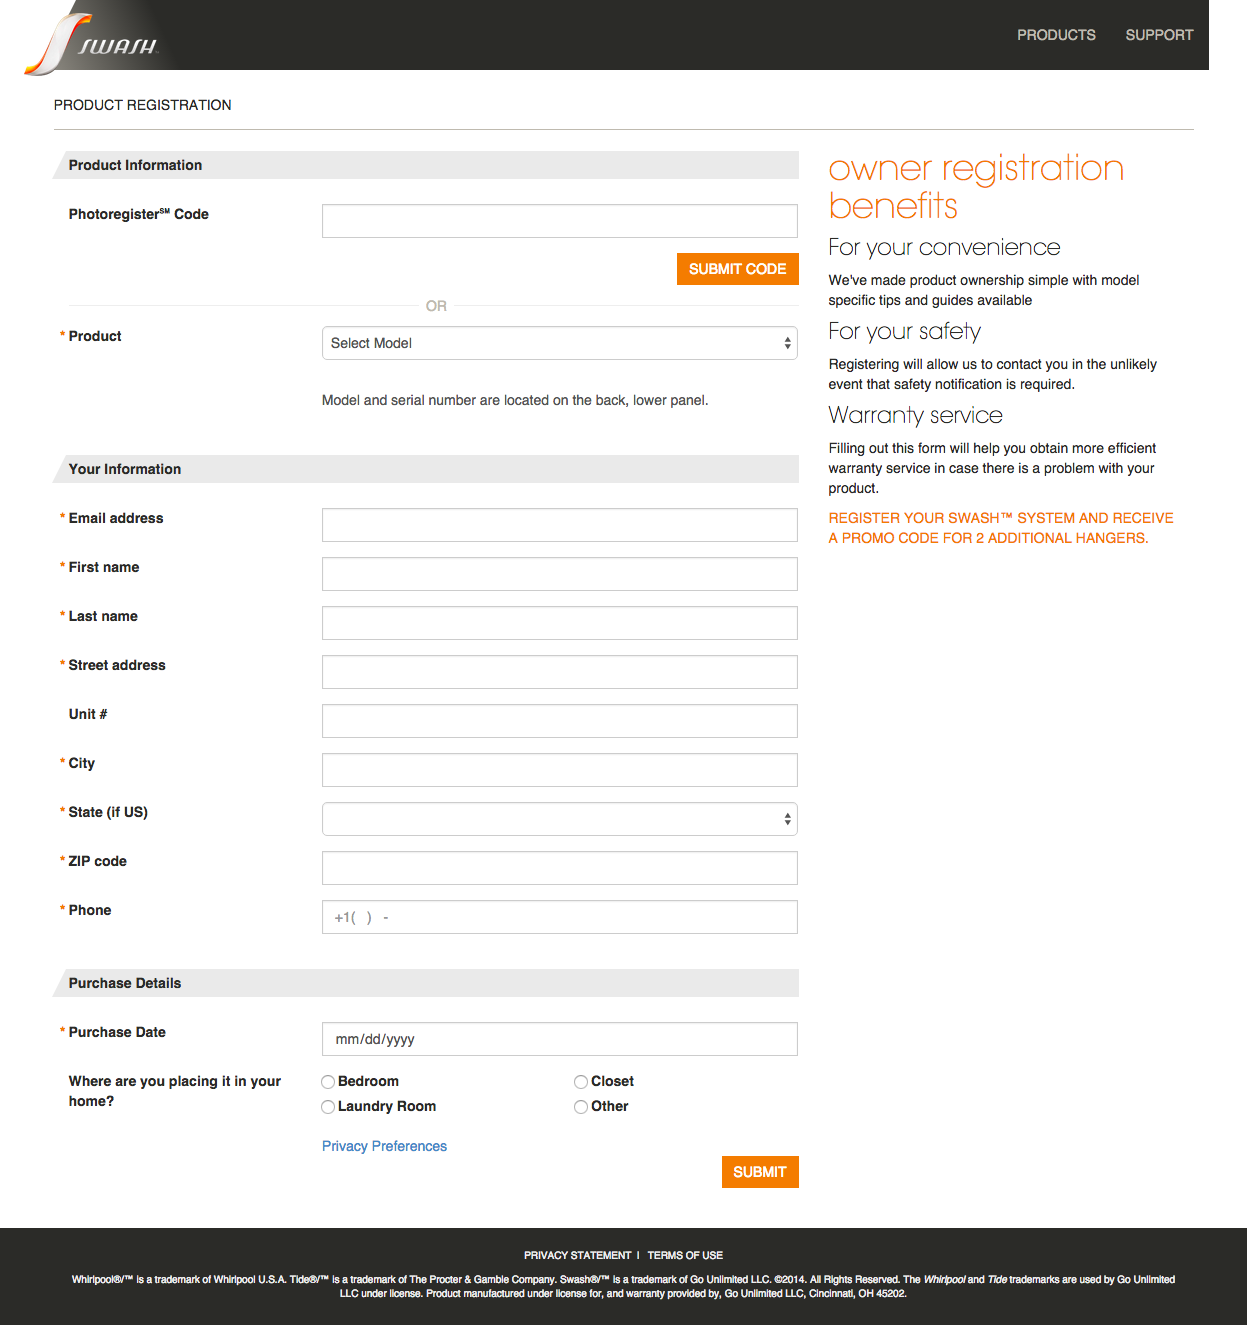 SWASH
PRODUCTS SUPPORT
PRODUCT REGISTRATION
Product Information
Photoregister℠ Code
SUBMIT CODE
OR
* Product
Select Model
Model and serial number are located on the back, lower panel.
Your Information
* Email address
* First name
* Last name
* Street address
Unit #
* City
* State (if US)
* ZIP code
* Phone
+1( ) -
Purchase Details
* Purchase Date
mm/dd/yyyy
Where are you placing it in your
home?
Bedroom
Closet
Laundry Room
Other
Privacy Preferences
SUBMIT
owner registration
benefits
For your convenience
We've made product ownership simple with model
specific tips and guides available
For your safety
Registering will allow us to contact you in the unlikely
event that safety notification is required.
Warranty service
Filling out this form will help you obtain more efficient
warranty service in case there is a problem with your
product.
REGISTER YOUR SWASH™ SYSTEM AND RECEIVE
A PROMO CODE FOR 2 ADDITIONAL HANGERS.
PRIVACY STATEMENT | TERMS OF USE
Whirlpool®/™ is a trademark of Whirlpool U.S.A. Tide®/™ is a trademark of The Procter & Gamble Company. Swash®/™ is a trademark of Go Unlimited LLC. ©2014. All Rights Reserved. The Whirlpool and Tide trademarks are used by Go Unlimited
LLC under license. Product manufactured under license for, and warranty provided by, Go Unlimited LLC, Cincinnati, OH 45202.